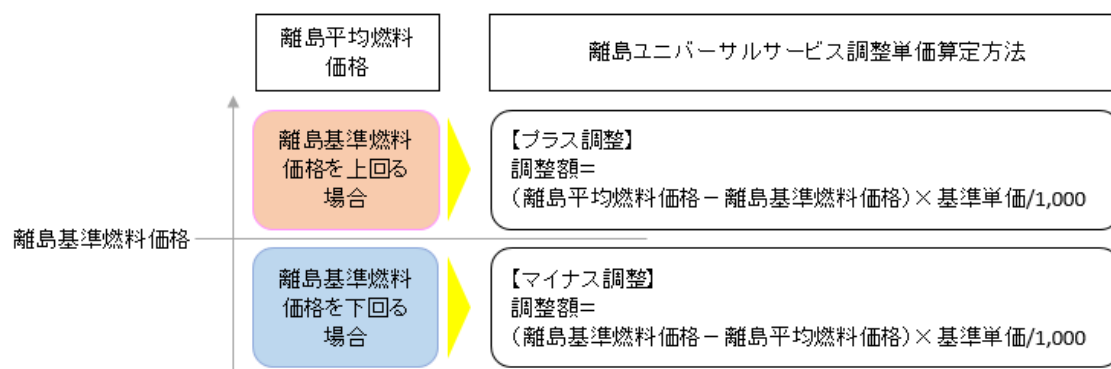 離島平均燃料
価格
離島ユニバーサルサービス調整単価算定方法
離島基準燃料
価格を上回る
場合
【プラス調整】
調整額=
(離島平均燃料価格-離島基準燃料価格)×基準単価/1,000
離島基準燃料価格
離島基準燃料
価格を下回る
場合
【マイナス調整】
調整額=
(離島基準燃料価格-離島平均燃料価格)×基準単価/1,000